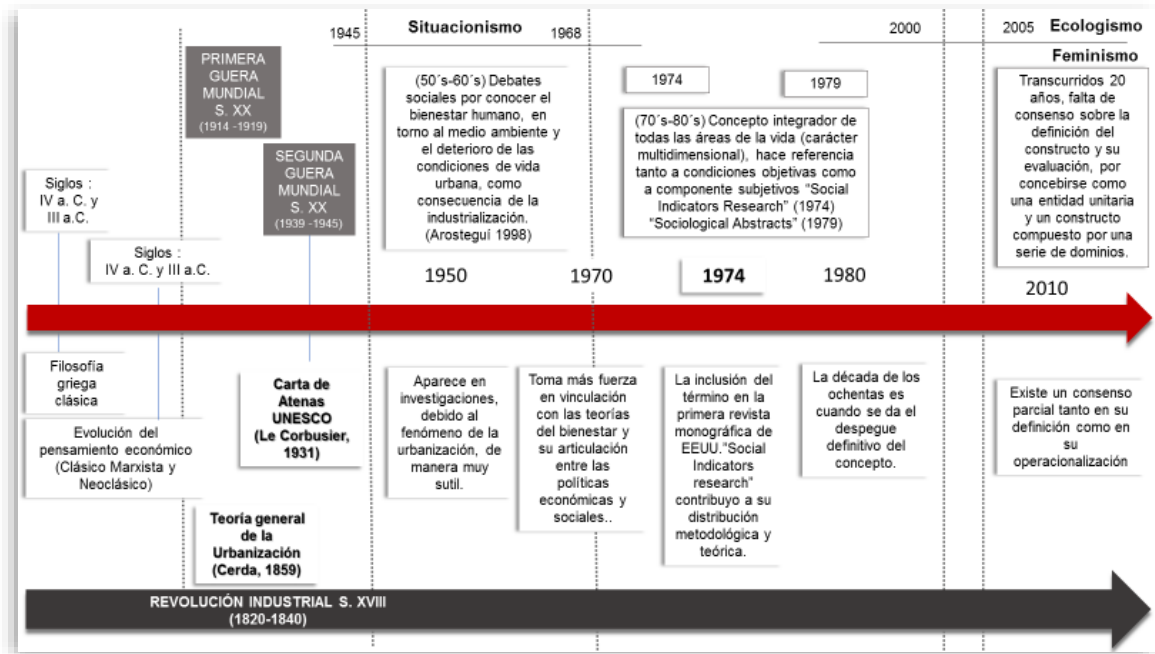 1945
Situacionismo
1968
2000
2005
Ecologismo
Feminismo
PRIMERA
GUERA
MUNDIAL
S. XX
(1914 -1919)
SEGUNDA
GUERA
MUNDIAL
S. XX
(1939 -1945)
Siglos :
IV a. C. y
III a.C.
Siglos :
IV a. C. y III a.C.
(50´s-60´s) Debates
sociales por conocer el
bienestar humano, en
torno al medio ambiente y
el deterioro de las
condiciones de vida
urbana, como
consecuencia de la
industrialización.
(Arosteguí 1998)
1974
1979
(70´s-80´s) Concepto integrador de
todas las áreas de la vida (carácter
multidimensional), hace referencia
tanto a condiciones objetivas como
a componente subjetivos "Social
Indicators Research" (1974)
"Sociological Abstracts" (1979)
Transcurridos 20
años, falta de
consenso sobre la
definición del
constructo y su
evaluación, por
concebirse como
una entidad unitaria
y un constructo
compuesto por una
serie de dominios.
1950
1970
1974
1980
2010
Filosofía
griega
clásica
Evolución del
pensamiento económico
(Clásico Marxista y
Neoclásico)
Carta de
Atenas
UNESCO
(Le Corbusier,
1931)
Teoría general
de la
Urbanización
(Cerda, 1859)
Aparece en
investigaciones,
debido al
fenómeno de la
urbanización, de
manera muy
sutil.
Toma más fuerza
en vinculación
con las teorías
del bienestar y
su articulación
entre las
políticas
económicas y
sociales..
La inclusión del
término en la
primera revista
monográfica de
EEUU."Social
Indicators
research"
contribuyo a su
distribución
metodológica y
teórica.
La década de los
ochentas es
cuando se da el
despegue
definitivo del
concepto.
Existe un consenso
parcial tanto en su
definición como en
su
operacionalización
REVOLUCIÓN INDUSTRIAL S. XVIII
(1820-1840)